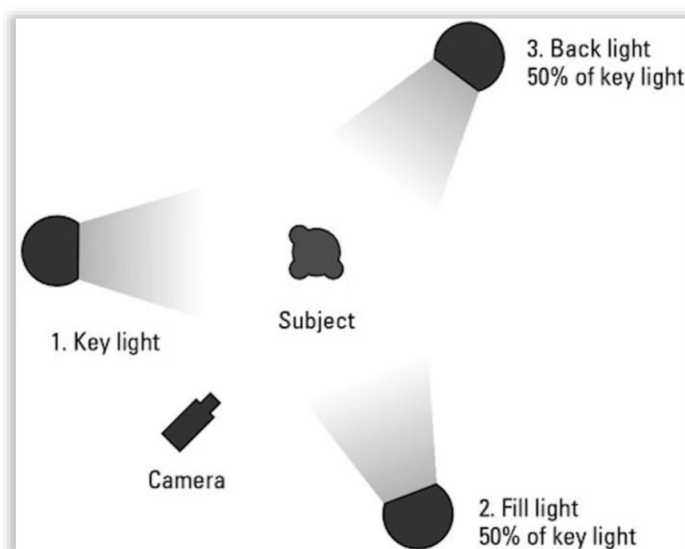 3. Back light
50% of key light
Subject
1. Key light
Camera
2. Fill light
50% of key light